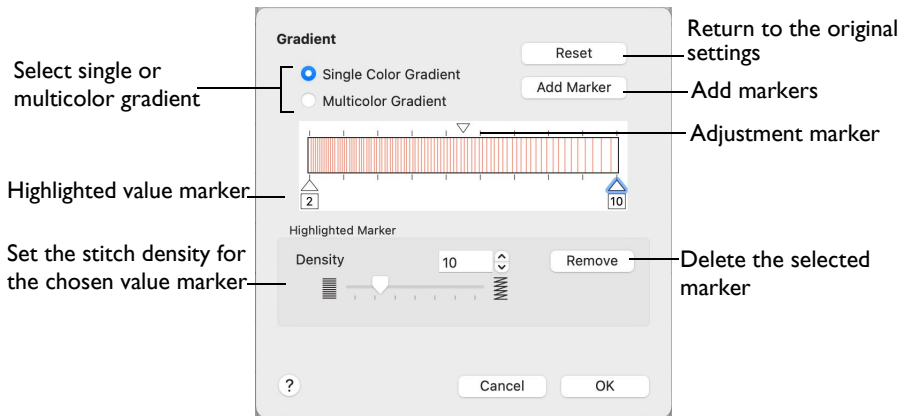 Gradient
Reset
Return to the original
settings
Select single or
multicolor gradient
Single Color Gradient
Multicolor Gradient
Add Marker
Add markers
Adjustment marker
Highlighted value marker
2
10
Highlighted Marker
Set the stitch density for
the chosen value marker
Density
10
Remove
Delete the selected
marker
?
Cancel
OK